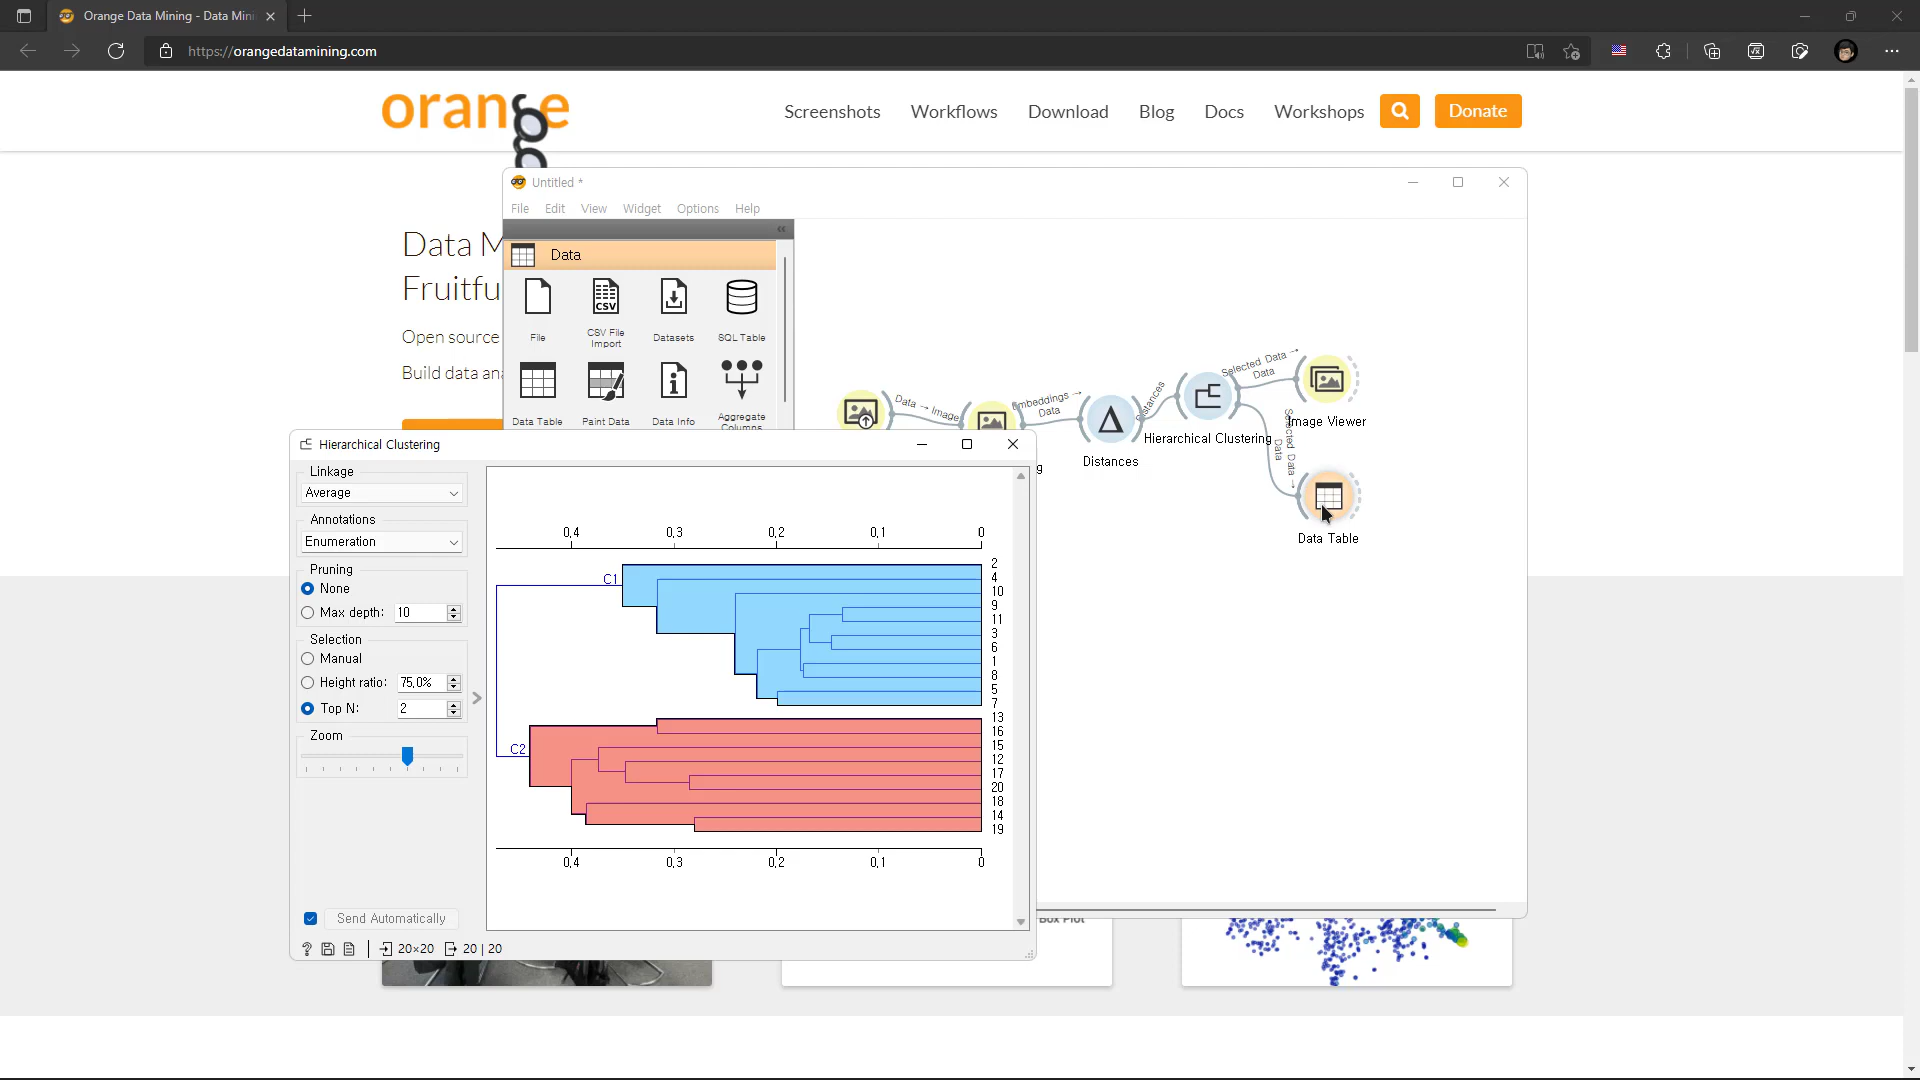 Orange Data Mining - Data Mini
https://orangedatamining.com
orange
Screenshots
Workflows
Download
Blog
Docs
Workshops
Donate
Data M
Fruitfu
Open source
Build data ana
Untitled *
File
Edit
View
Widget
Options
Help
Data
File
CSV File
Import
Datasets
SQL Table
Data Table
Paint Data
Data Info
Aggregate
Columns
CSV
Data → Image
Embeddings →
Data
Distances
Selected Data →
Data
Selected Data →
Data
Distances
Hierarchical Clustering
Image Viewer
Data Table
g
Hierarchical Clustering
Linkage
Average
Annotations
Enumeration
Pruning
None
Max depth: 10
Selection
Manual
Height ratio: 75,0%
Top N: 2
Zoom
Send Automatically
20×20
20 | 20
0,4 0,3 0,2 0,1 0
C1
2
4
10
9
11
3
6
1
8
5
7
C2
13
16
15
12
17
20
18
14
19
0,4 0,3 0,2 0,1 0
Box Plot